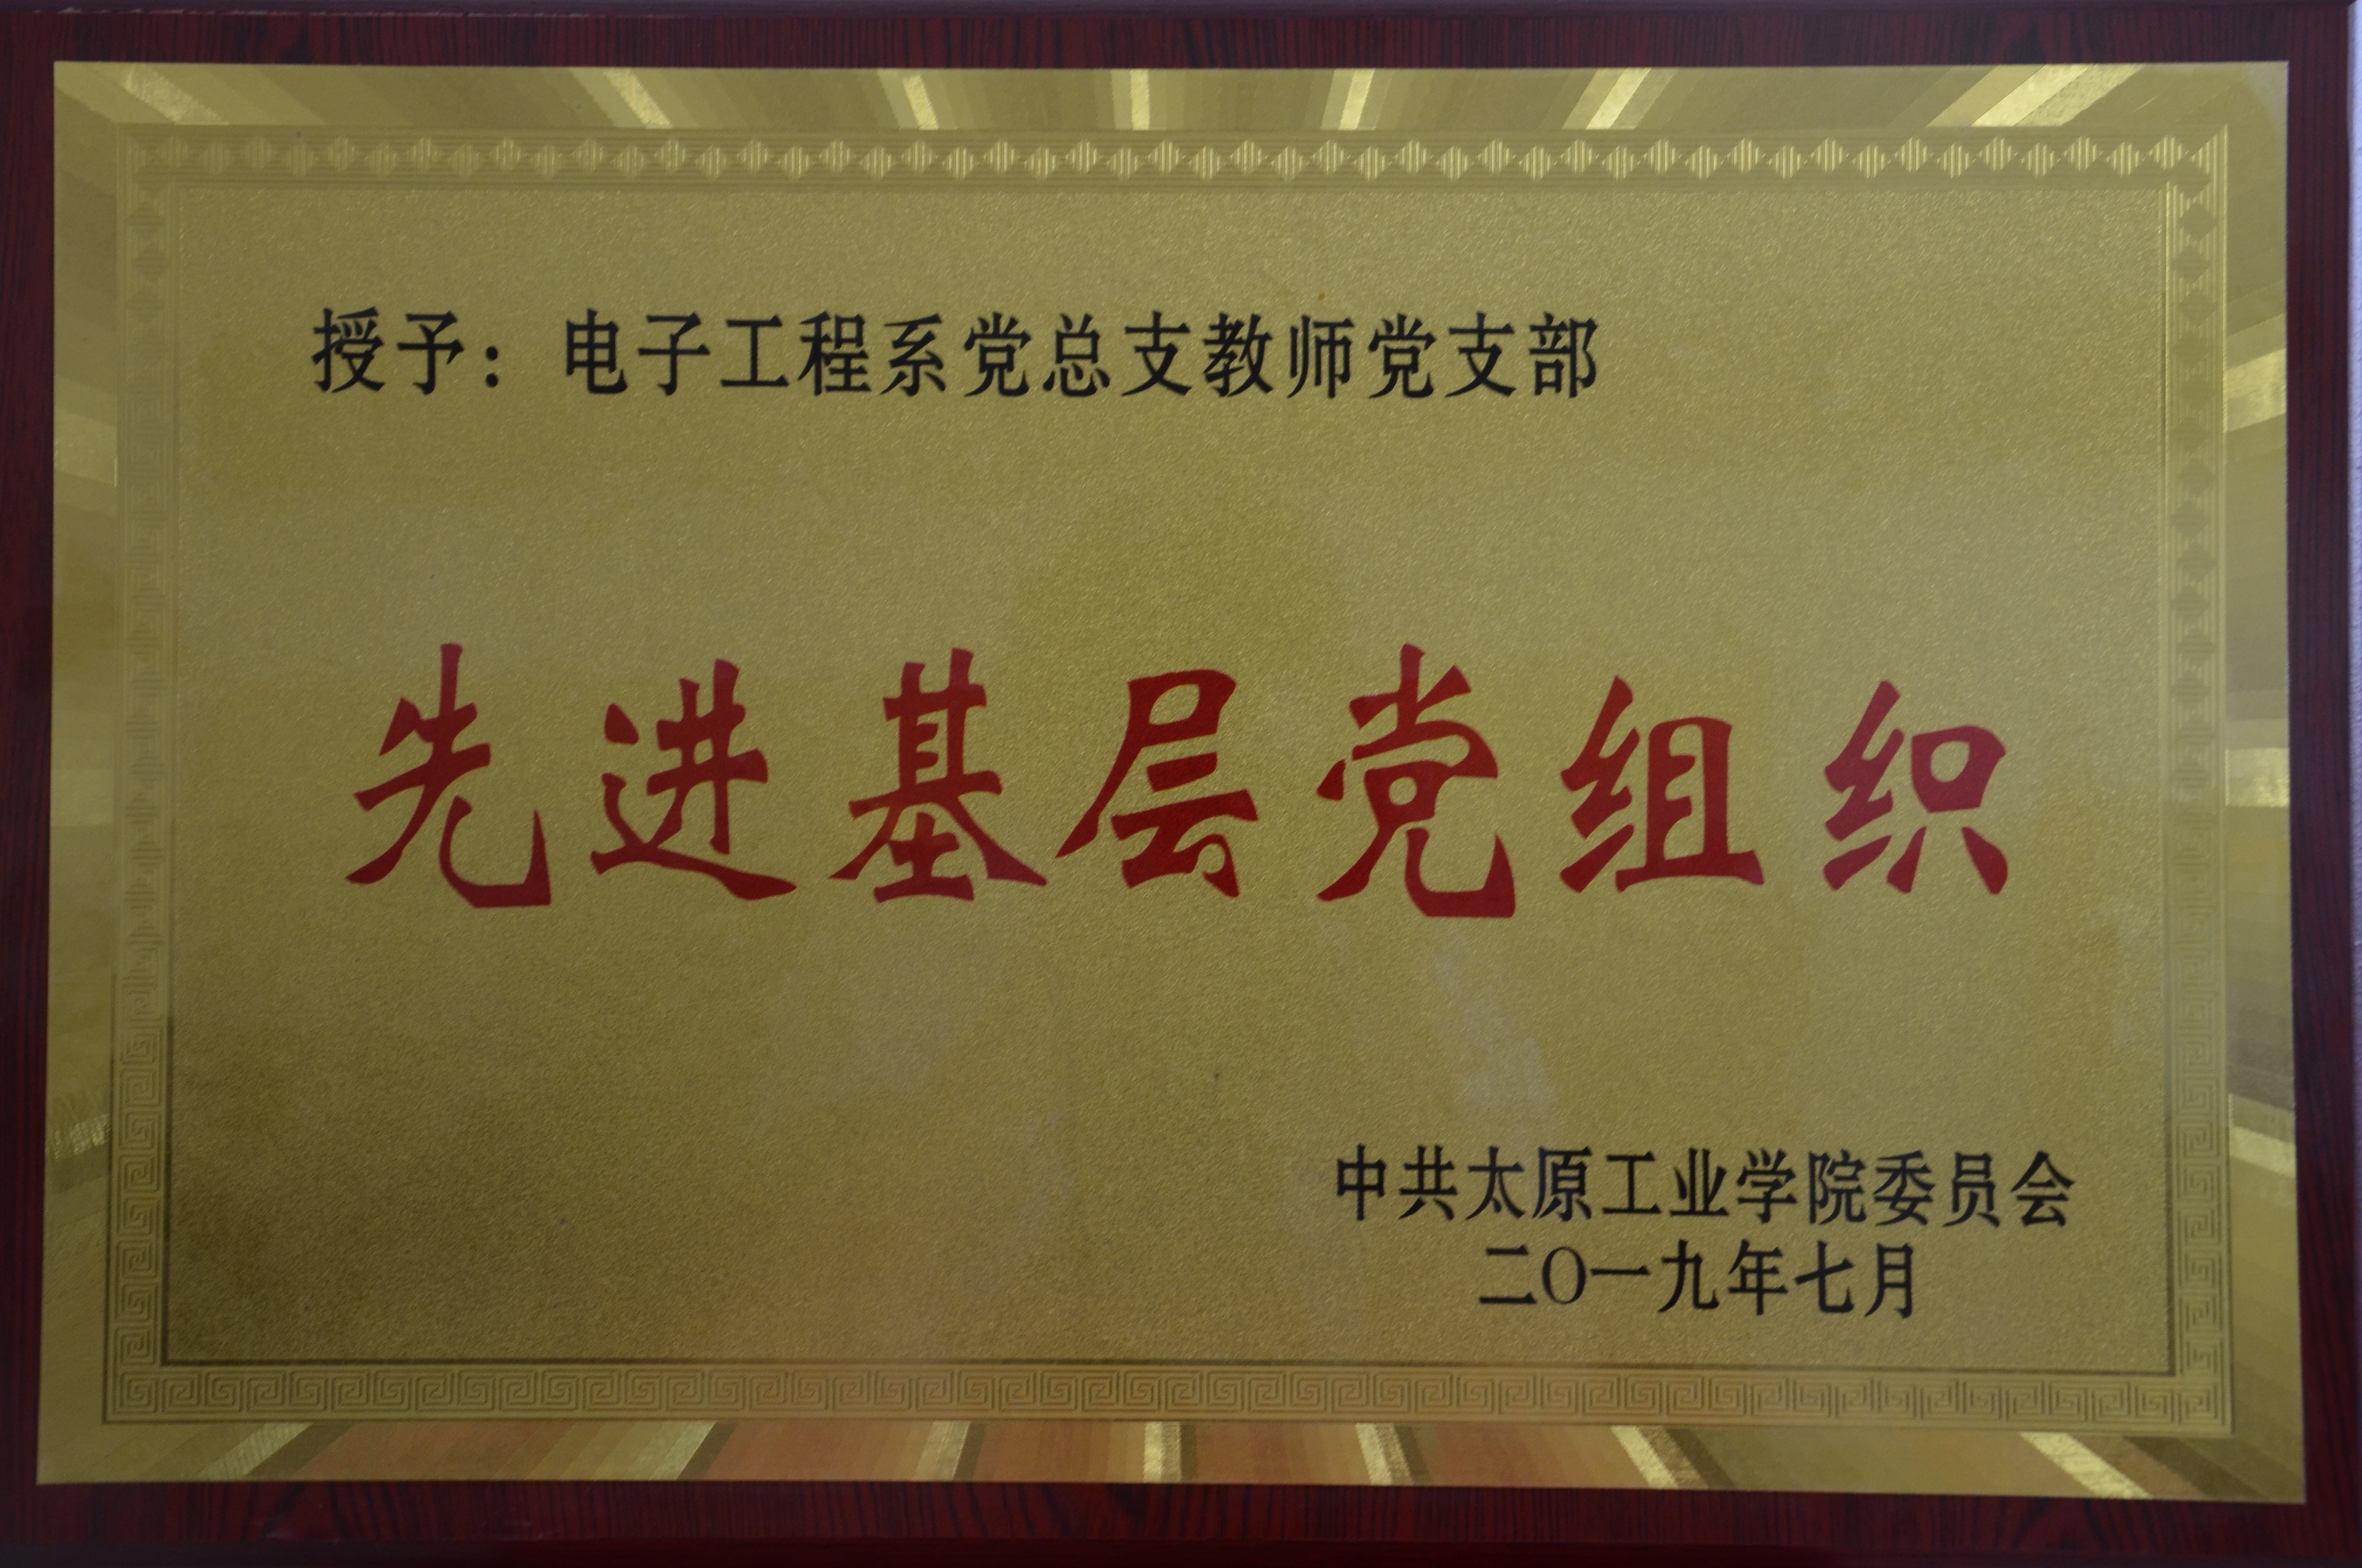 授予：电子工程系党总支教师党支部
先进基层党组织
中共太原工业学院委员会
二〇一九年七月